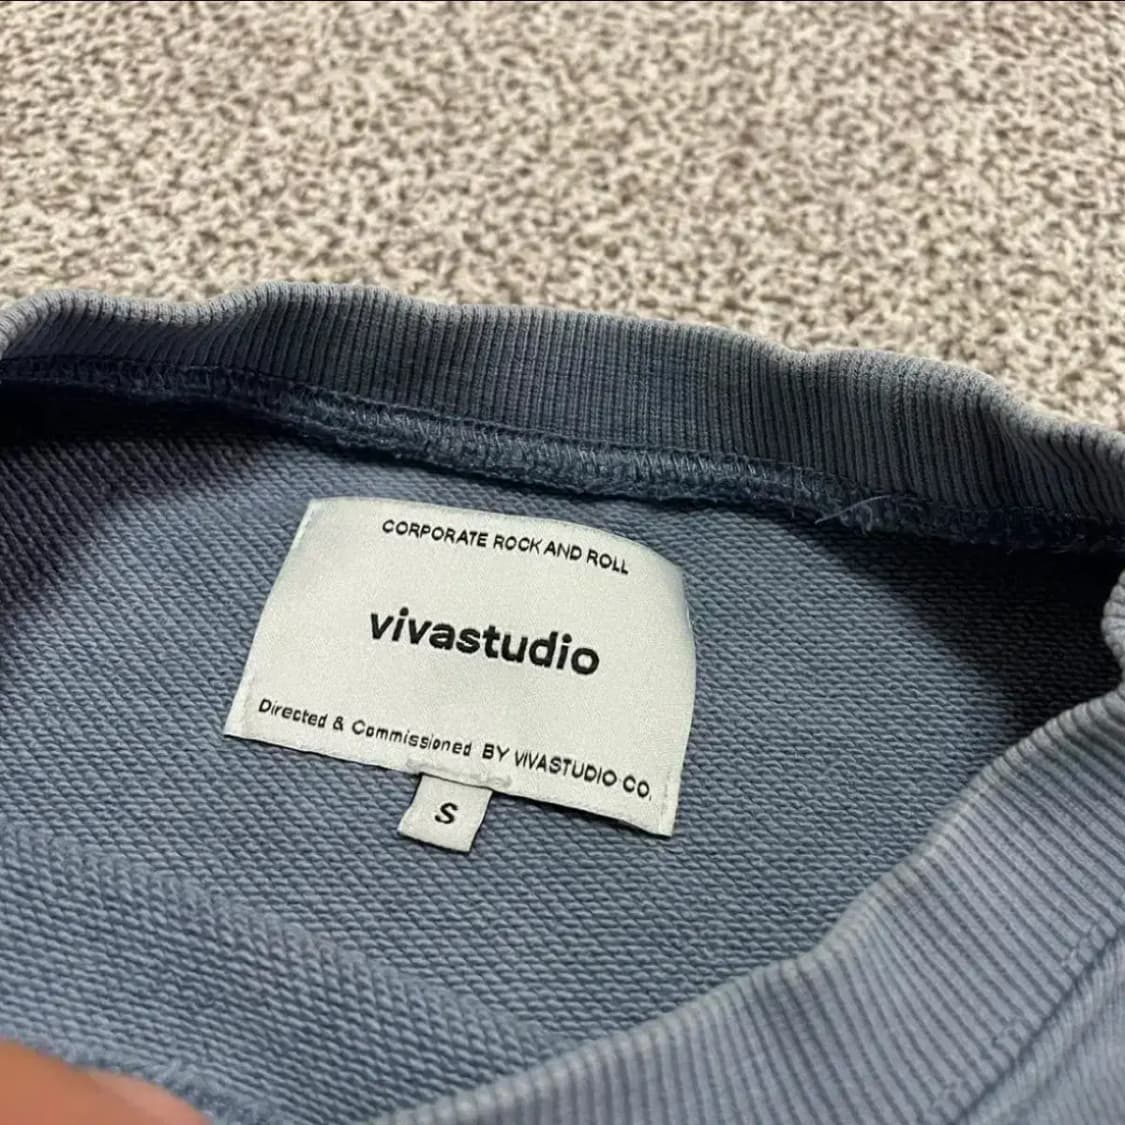 CORPORATE ROCK AND ROLL
vivastudio
Directed & Commissioned BY VIVASTUDIO CO.
S